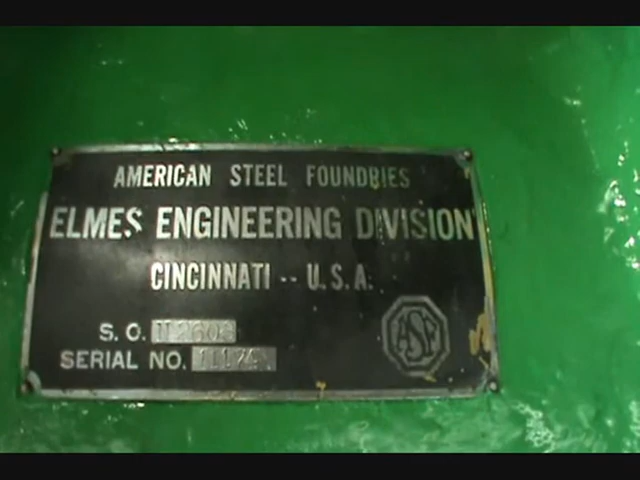 AMERICAN STEEL FOUNDRIES
ELMES ENGINEERING DIVISION
CINCINNATI -- U.S.A.
S. O.
SERIAL NO.
ASF